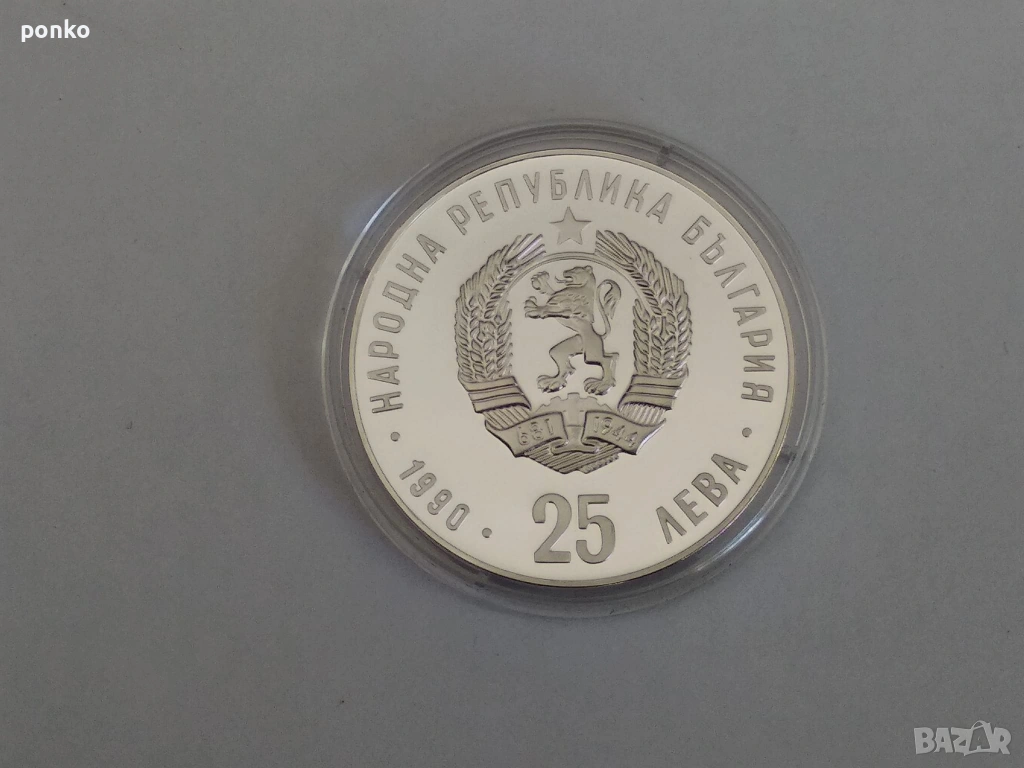 ponko
· НАРОДНА РЕПУБЛИКА БЪЛГАРИЯ ·
681 1944
· 1990 ·
25
ЛЕВА
BAZAR